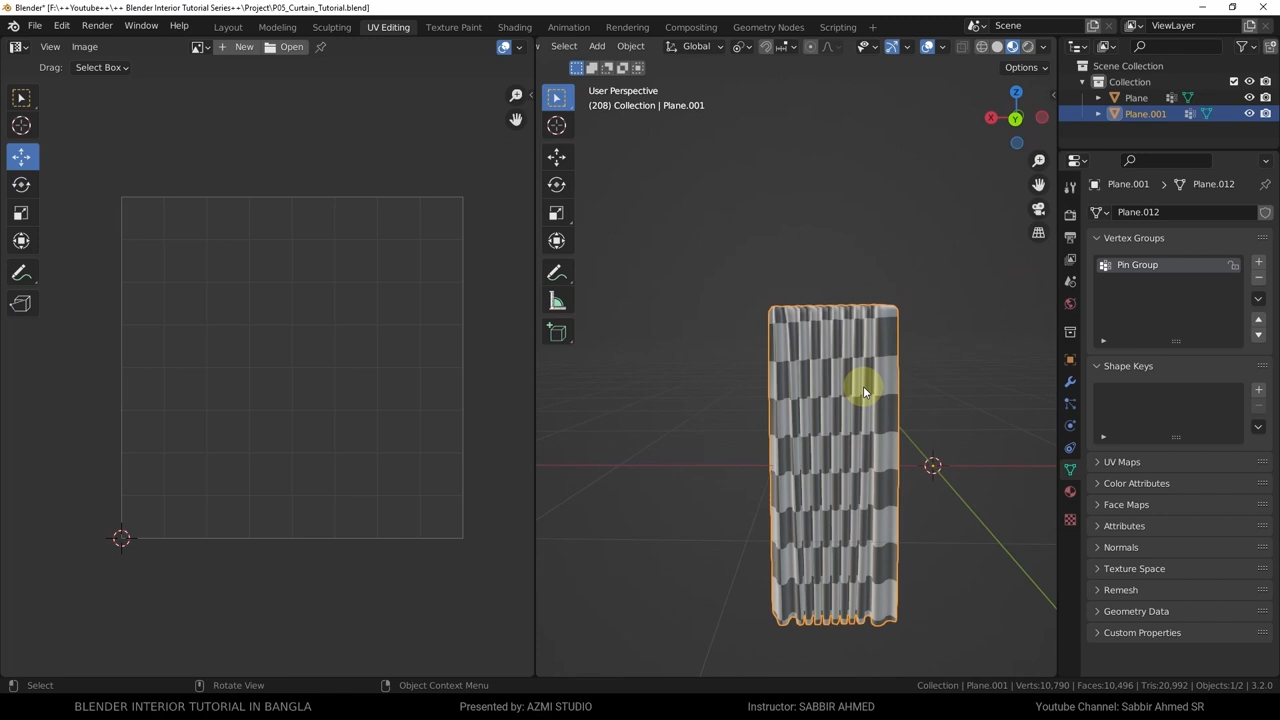 Blender* [F:\++Youtube++\++ Blender Interior Tutorial Series++\Project\P05_Curtain_Tutorial.blend]
File Edit Render Window Help Layout Modeling Sculpting UV Editing Texture Paint Shading Animation Rendering Compositing Geometry Nodes Scripting Scene ViewLayer
View Image New Open Select Add Object Global
Drag: Select Box Options
Scene Collection
Collection
Plane
Plane.001
User Perspective
(208) Collection | Plane.001
Z
X
Y
Plane.001 > Plane.012
Plane.012
Vertex Groups
Pin Group
Shape Keys
UV Maps
Color Attributes
Face Maps
Attributes
Normals
Texture Space
Remesh
Geometry Data
Custom Properties
Select Rotate View Object Context Menu Collection | Plane.001 | Verts:10,790 | Faces:10,496 | Tris:20,992 | Objects:1/2 | 3.2.0
BLENDER INTERIOR TUTORIAL IN BANGLA Presented by: AZMI STUDIO Instructor: SABBIR AHMED Youtube Channel: Sabbir Ahmed SR